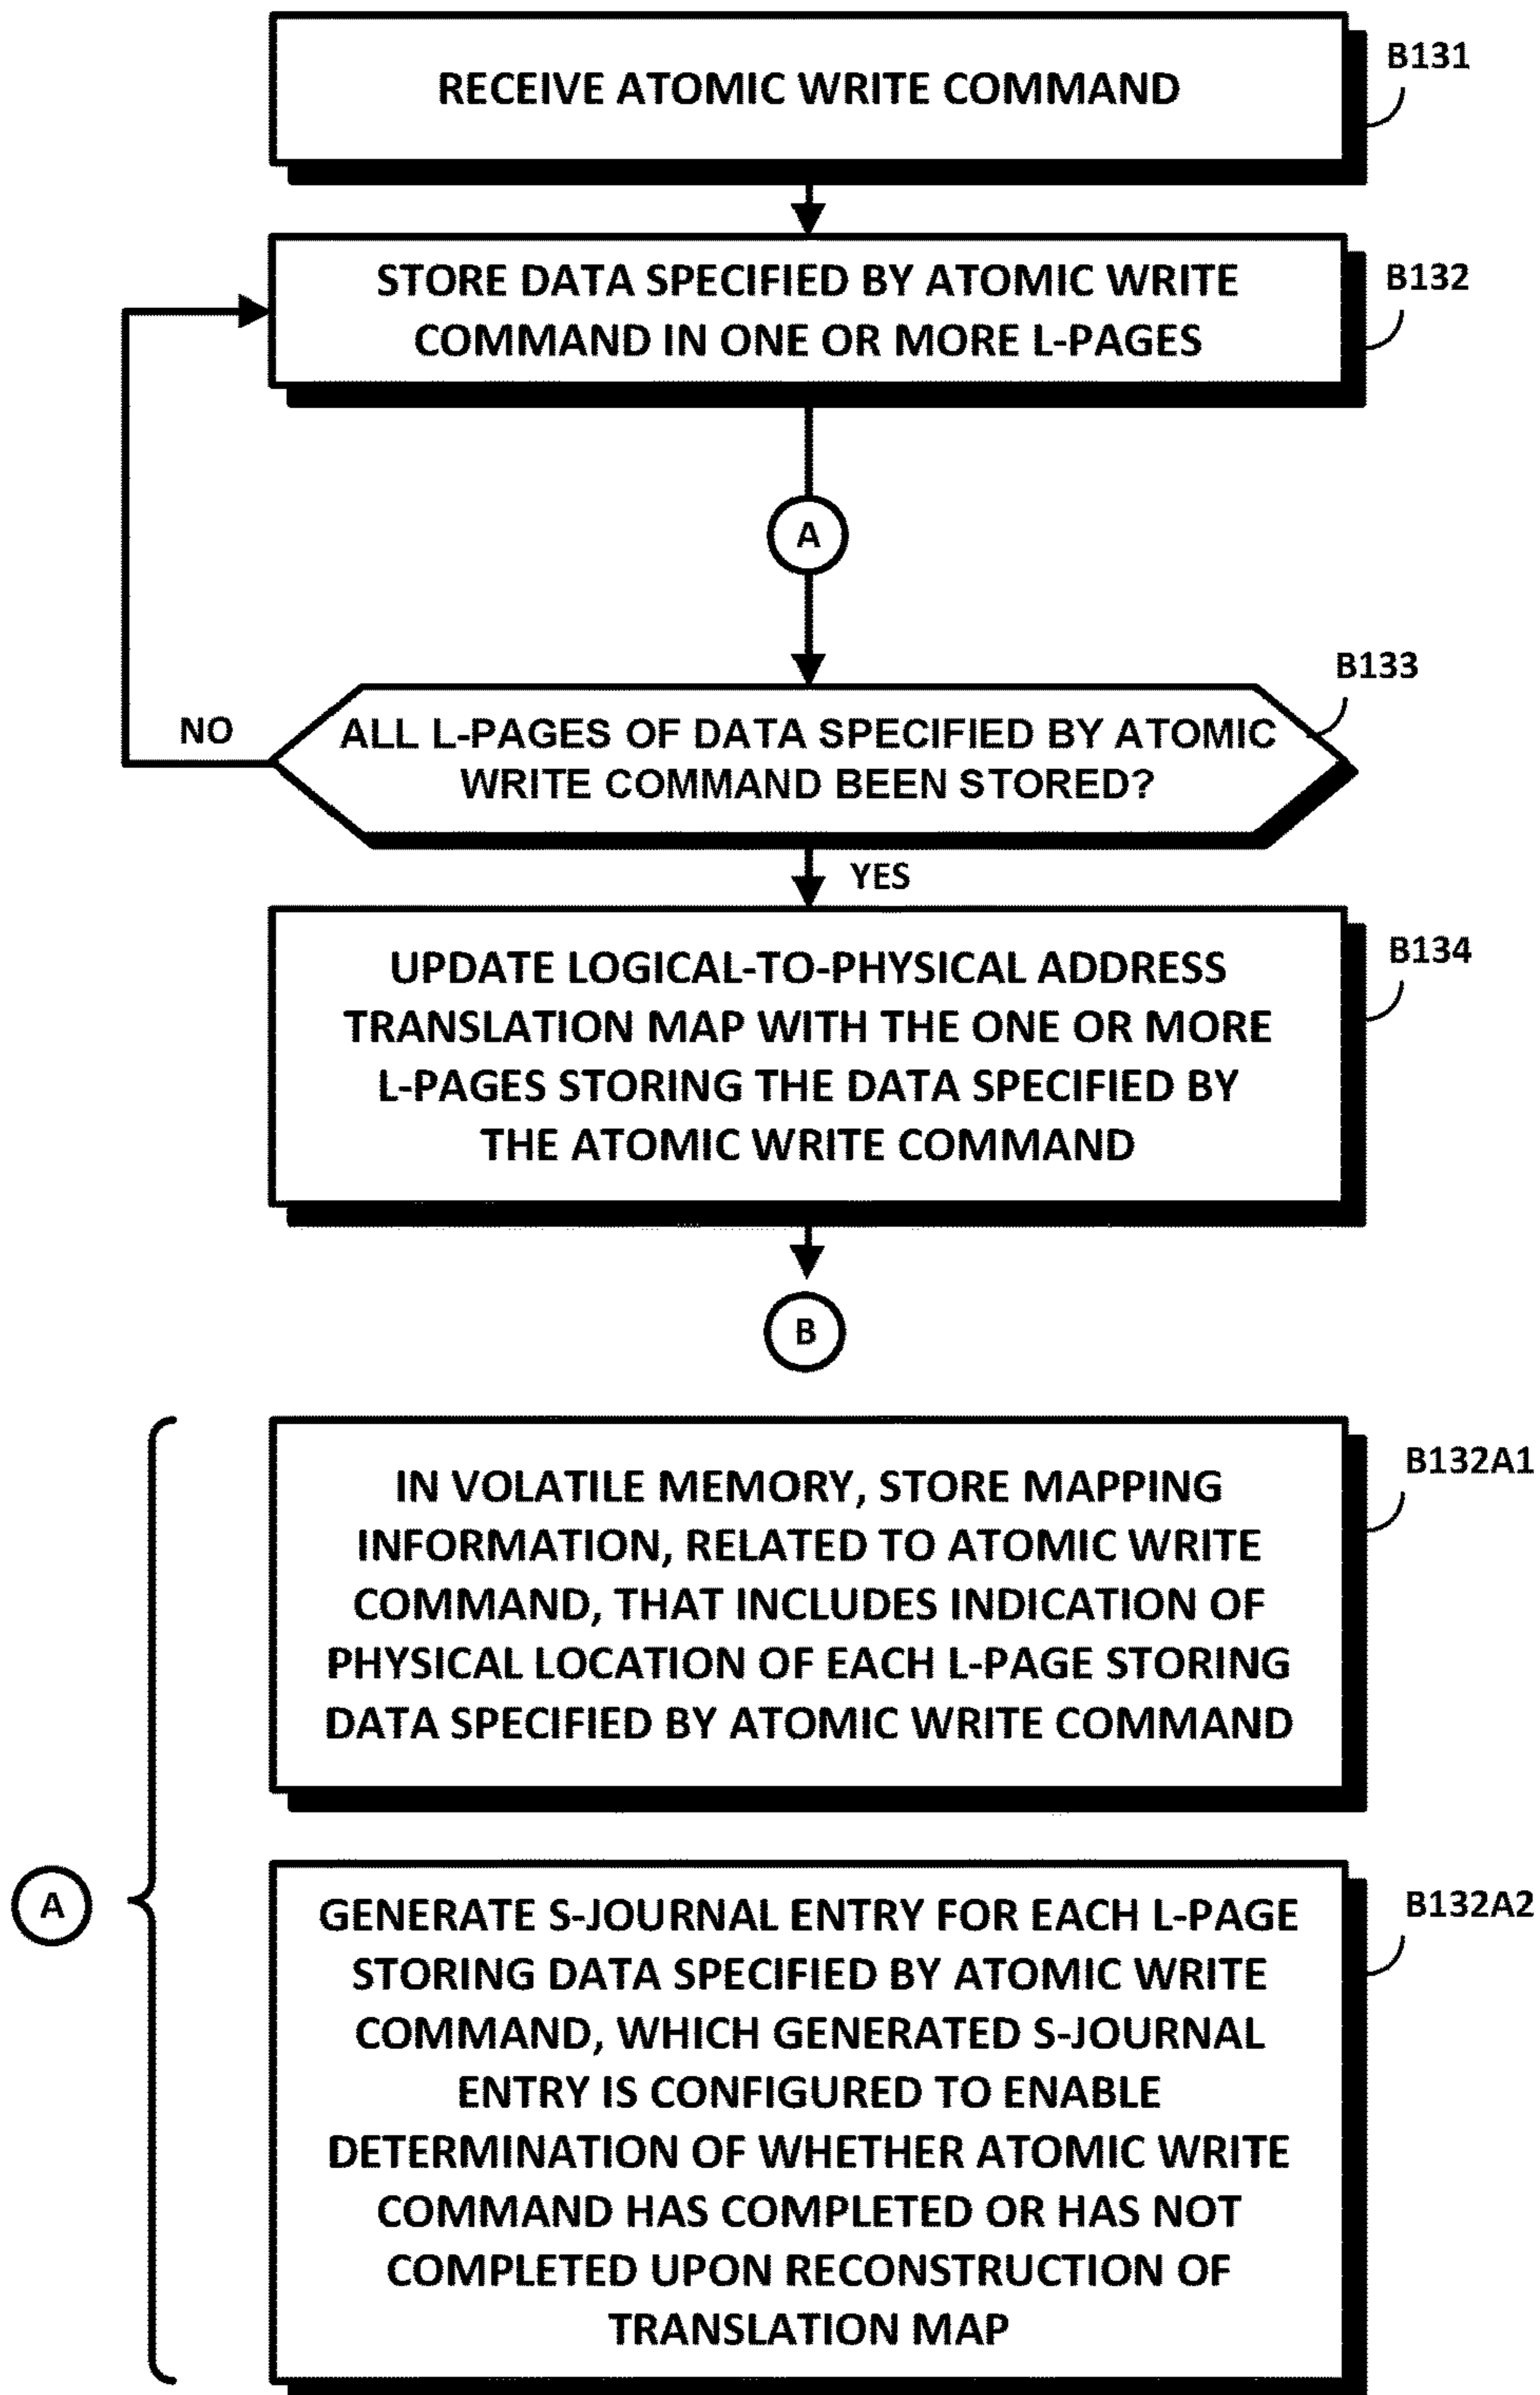 RECEIVE ATOMIC WRITE COMMAND
B131
STORE DATA SPECIFIED BY ATOMIC WRITE
COMMAND IN ONE OR MORE L-PAGES
B132
A
B133
NO
ALL L-PAGES OF DATA SPECIFIED BY ATOMIC
WRITE COMMAND BEEN STORED?
YES
UPDATE LOGICAL-TO-PHYSICAL ADDRESS
TRANSLATION MAP WITH THE ONE OR MORE
L-PAGES STORING THE DATA SPECIFIED BY
THE ATOMIC WRITE COMMAND
B134
B
IN VOLATILE MEMORY, STORE MAPPING
INFORMATION, RELATED TO ATOMIC WRITE
COMMAND, THAT INCLUDES INDICATION OF
PHYSICAL LOCATION OF EACH L-PAGE STORING
DATA SPECIFIED BY ATOMIC WRITE COMMAND
B132A1
A
GENERATE S-JOURNAL ENTRY FOR EACH L-PAGE
STORING DATA SPECIFIED BY ATOMIC WRITE
COMMAND, WHICH GENERATED S-JOURNAL
ENTRY IS CONFIGURED TO ENABLE
DETERMINATION OF WHETHER ATOMIC WRITE
COMMAND HAS COMPLETED OR HAS NOT
COMPLETED UPON RECONSTRUCTION OF
TRANSLATION MAP
B132A2